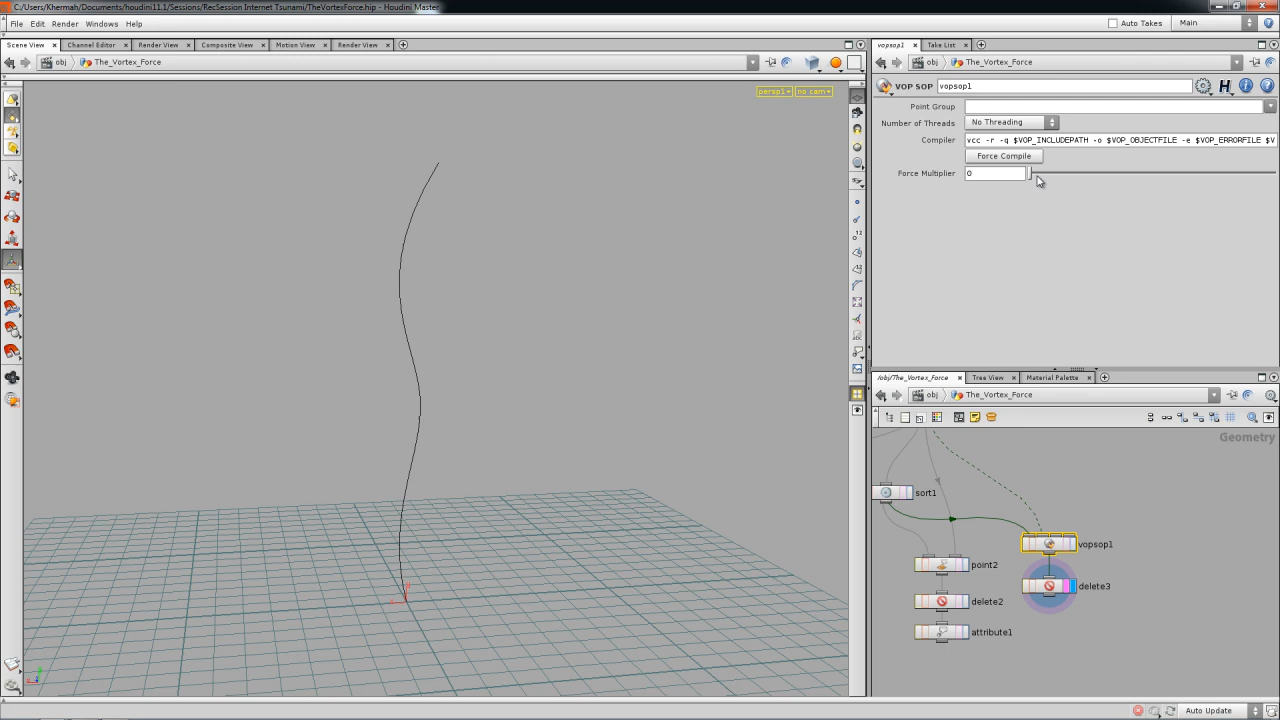 C:/Users/Khermah/Documents/houdini11.1/Sessions/RecSession Internet Tsunami/TheVortexForce.hip - Houdini Master
File Edit Render Windows Help
Auto Takes Main
Scene View Channel Editor Render View Composite View Motion View Render View
obj The_Vortex_Force
persp1 no cam
vopsop1 Take List
obj The_Vortex_Force
VOP SOP vopsop1
Point Group
Number of Threads No Threading
Compiler vcc -r -q $VOP_INCLUDEPATH -o $VOP_OBJECTFILE -e $VOP_ERRORFILE $V
Force Compile
Force Multiplier 0
/obj/The_Vortex_Force Tree View Material Palette
obj The_Vortex_Force
Geometry
sort1
vopsop1
point2
delete3
delete2
attribute1
Auto Update